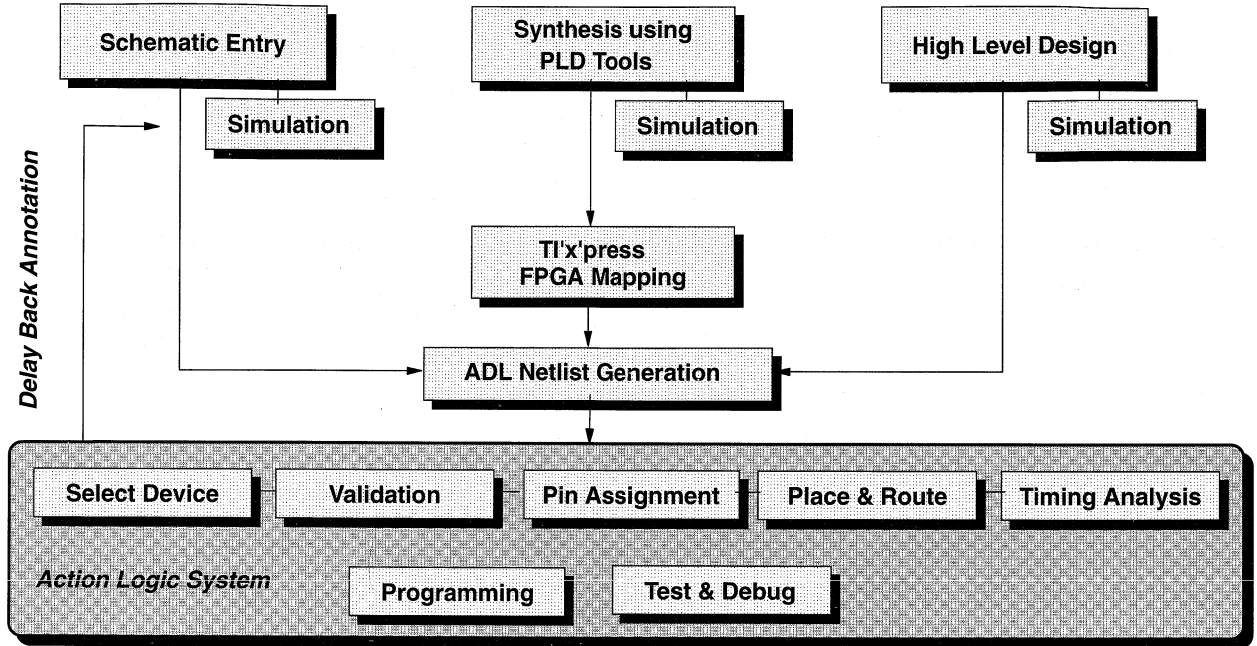 Schematic Entry
Synthesis using
PLD Tools
High Level Design
Simulation
Simulation
Simulation
Delay Back Annotation
TI'x'press
FPGA Mapping
ADL Netlist Generation
Select Device
Validation
Pin Assignment
Place & Route
Timing Analysis
Action Logic System
Programming
Test & Debug